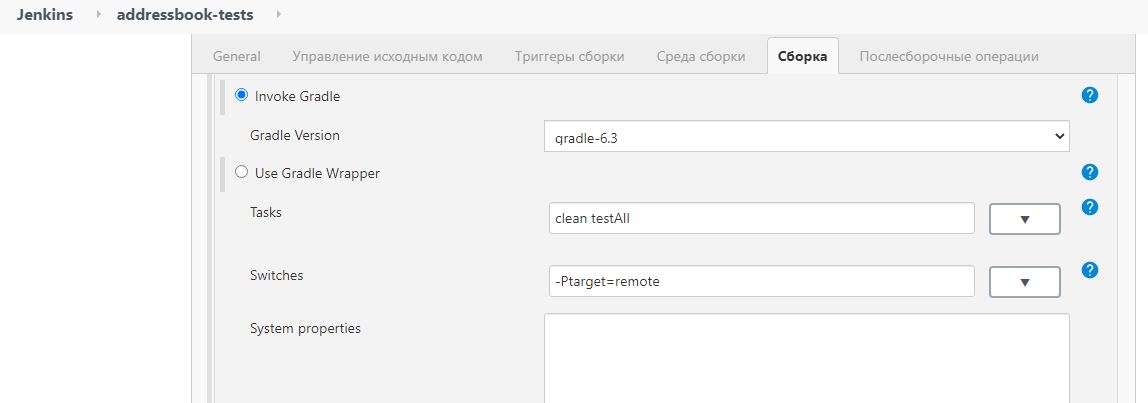 Jenkins addressbook-tests
General Управление исходным кодом Триггеры сборки Среда сборки Сборка Послесборочные операции
Invoke Gradle
Gradle Version gradle-6.3
Use Gradle Wrapper
Tasks clean testAll
Switches -Ptarget=remote
System properties